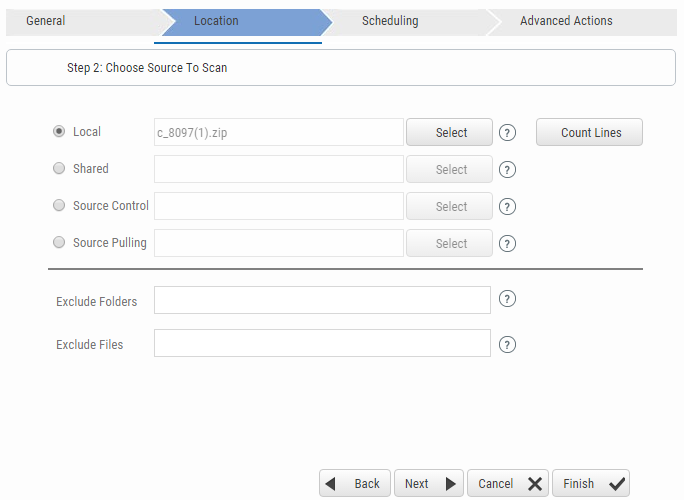 General Location Scheduling Advanced Actions
Step 2: Choose Source To Scan
Local c_8097(1).zip Select ? Count Lines
Shared Select ?
Source Control Select ?
Source Pulling Select ?
Exclude Folders ?
Exclude Files ?
Back Next Cancel Finish